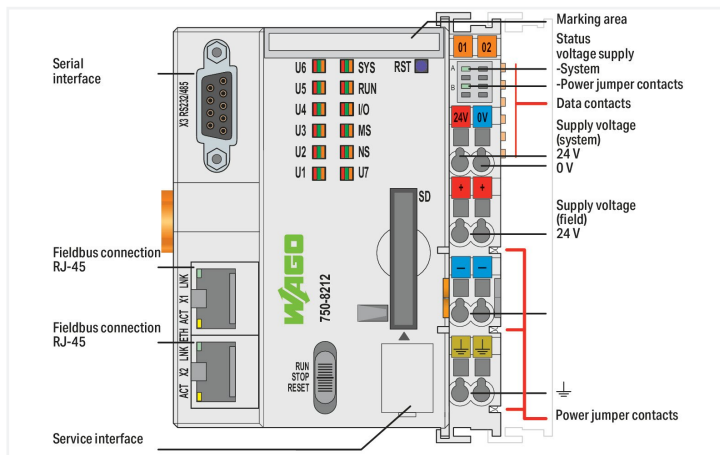 Marking area
Serial
interface
Status
voltage supply
-System
-Power jumper contacts
Data contacts
Supply voltage
(system)
24 V
0 V
Supply voltage
(field)
24 V
Fieldbus connection
RJ-45
Fieldbus connection
RJ-45
Service interface
Power jumper contacts
X3 RS232/485
U6 SYS
U5 RUN
U4 I/O
U3 MS
U2 NS
U1 U7
RST
SD
WAGO
750-8212
RUN
STOP
RESET
ACT X1 LNK
ETH
ACT X2 LNK
01 02
A
B
24V 0V
+ +
— —